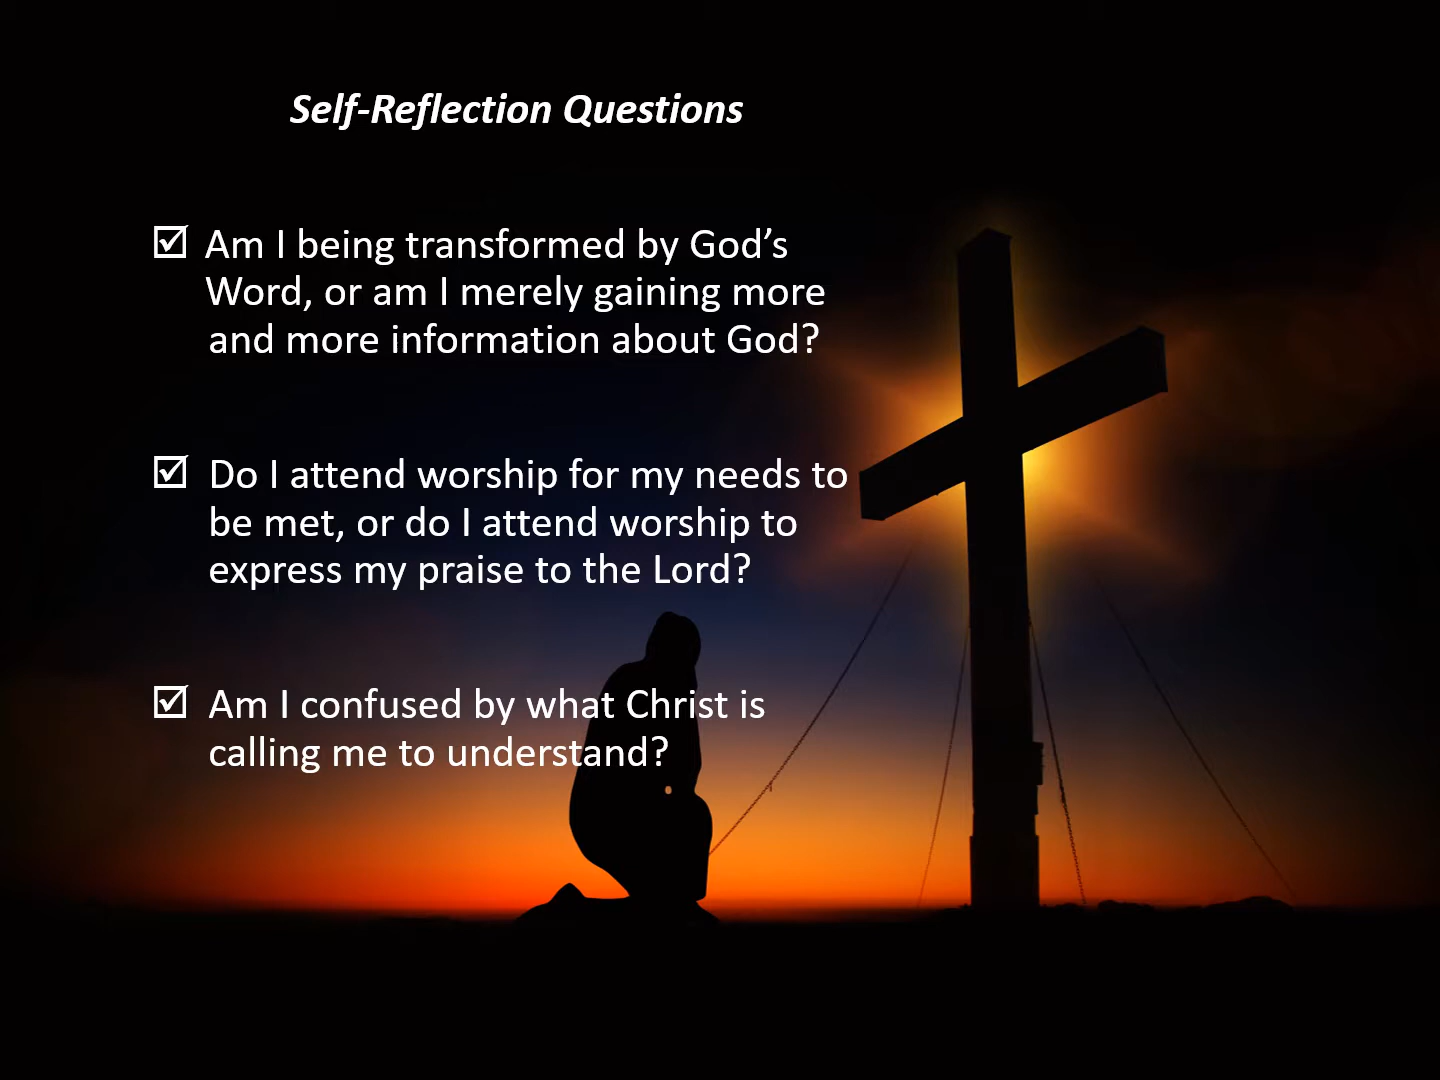 Self-Reflection Questions
☑ Am I being transformed by God’s
Word, or am I merely gaining more
and more information about God?
☑ Do I attend worship for my needs to
be met, or do I attend worship to
express my praise to the Lord?
☑ Am I confused by what Christ is
calling me to understand?